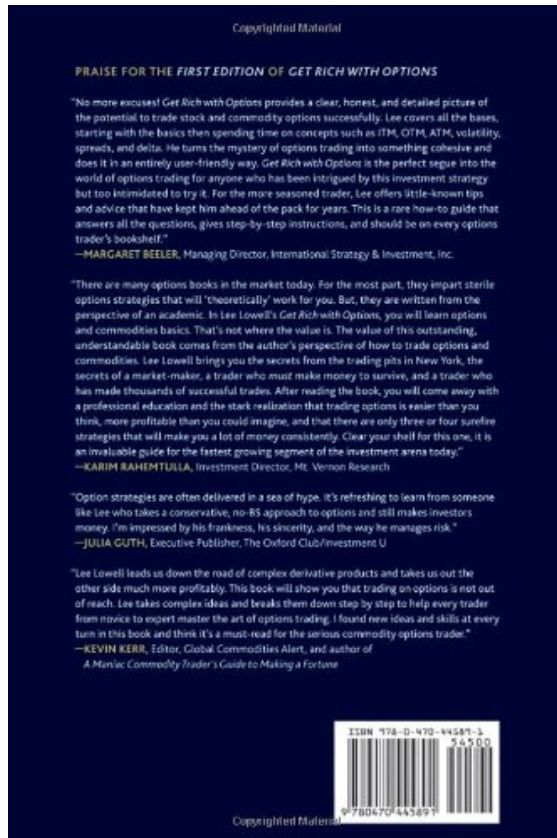 Copyrighted Material
PRAISE FOR THE FIRST EDITION OF GET RICH WITH OPTIONS
"No more excuses! Get Rich with Options provides a clear, honest, and detailed picture of
the potential to trade stock and commodity options successfully. Lee covers all the bases,
starting with the basics then spending time on concepts such as ITM, OTM, ATM, volatility,
spreads, and delta. He turns the mystery of options trading into something cohesive and
does it in an entirely user-friendly way. Get Rich with Options is the perfect segue into the
world of options trading for anyone who has been intrigued by this investment strategy
but too intimidated to try it. For the more seasoned trader, Lee offers little-known tips
and advice that have kept him ahead of the pack for years. This is a rare how-to guide that
answers all the questions, gives step-by-step instructions, and should be on every options
trader's bookshelf."
—MARGARET BEELER, Managing Director, International Strategy & Investment, Inc.
"There are many options books in the market today. For the most part, they impart sterile
options strategies that will 'theoretically' work for you. But, they are written from the
perspective of an academic. In Lee Lowell's Get Rich with Options, you will learn options
and commodities basics. That's not where the value is. The value of this outstanding,
understandable book comes from the author's perspective of how to trade options and
commodities. Lee Lowell brings you the secrets from the trading pits in New York, the
secrets of a market-maker, a trader who must make money to survive, and a trader who
has made thousands of successful trades. After reading the book, you will come away with
a professional education and the stark realization that trading options is easier than you
think, more profitable than you could imagine, and that there are only three or four surefire
strategies that will make you a lot of money consistently. Clear your shelf for this one, it is
an invaluable guide for the fastest growing segment of the investment arena today."
—KARIM RAHEMTULLA, Investment Director, Mt. Vernon Research
"Option strategies are often delivered in a sea of hype. It's refreshing to learn from someone
like Lee who takes a conservative, no-BS approach to options and still makes investors
money. I'm impressed by his frankness, his sincerity, and the way he manages risk."
—JULIA GUTH, Executive Publisher, The Oxford Club/Investment U
"Lee Lowell leads us down the road of complex derivative products and takes us out the
other side much more profitably. This book will show you that trading on options is not out
of reach. Lee takes complex ideas and breaks them down step by step to help every trader
from novice to expert master the art of options trading. I found new ideas and skills at every
turn in this book and think it's a must-read for the serious commodity options trader."
—KEVIN KERR, Editor, Global Commodities Alert, and author of
A Maniac Commodity Trader's Guide to Making a Fortune
ISBN 978-0-470-44589-1
54500
9 780470 445891
Copyrighted Material